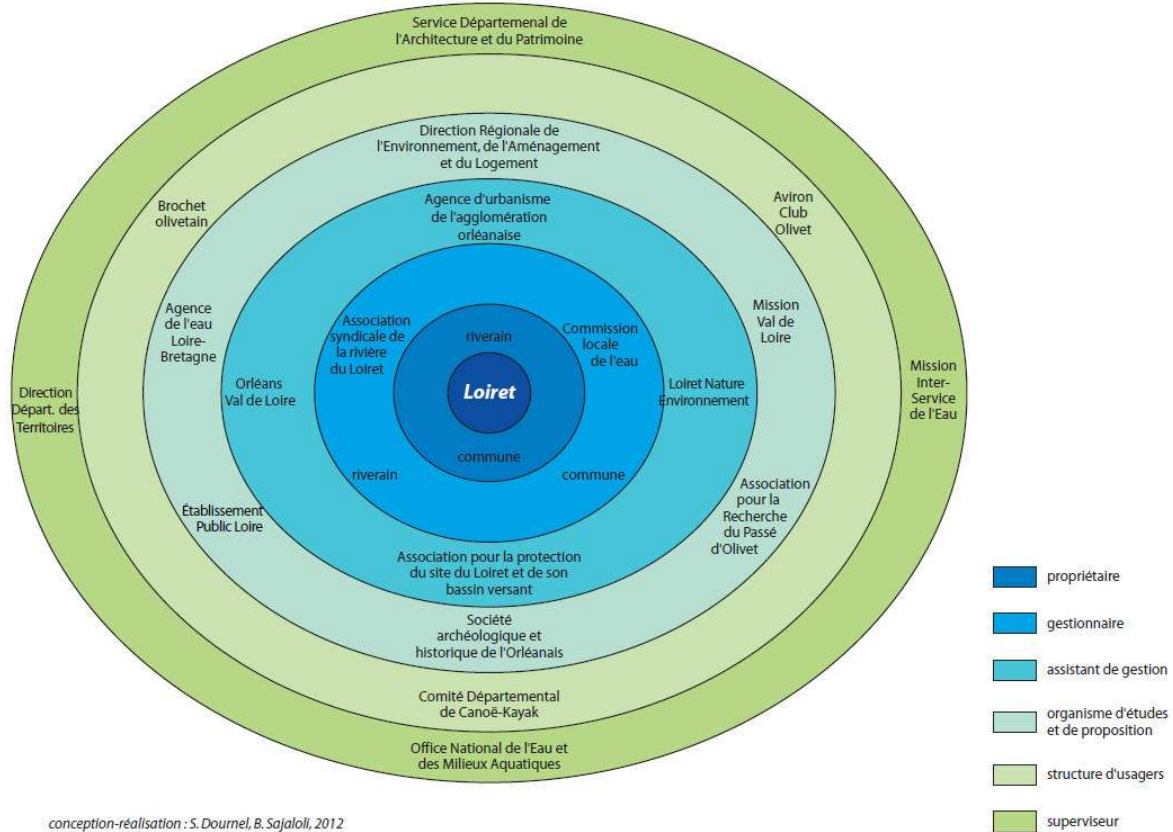 Service Départemenal de
l'Architecture et du Patrimoine
Direction Régionale de
l'Environnement, de l'Aménagement
et du Logement
Brochet
olivetain
Agence d'urbanisme
de l'agglomération
orléanaise
Aviron
Club
Olivet
Agence
de l'eau
Loire-
Bretagne
Association
syndicale de
la rivière
du Loiret
riverain
Commission
locale
de l'eau
Mission
Val de
Loire
Direction
Départ. des
Territoires
Orléans
Val de Loire
Loiret
Loiret Nature
Environnement
Mission
Inter-
Service
de l'Eau
riverain
commune
commune
Établissement
Public Loire
Association
pour la
Recherche
du Passé
d'Olivet
Association pour la protection
du site du Loiret et de son
bassin versant
Société
archéologique et
historique de l'Orléanais
Comité Départemental
de Canoë-Kayak
Office National de l'Eau et
des Milieux Aquatiques
propriétaire
gestionnaire
assistant de gestion
organisme d'études
et de proposition
structure d'usagers
superviseur
conception-réalisation : S. Dournel, B. Sajaloli, 2012